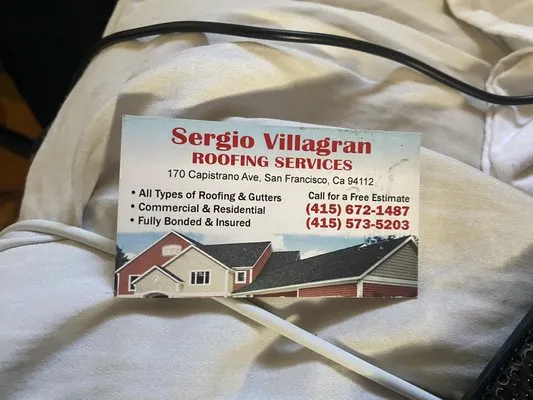 Sergio Villagran
ROOFING SERVICES
170 Capistrano Ave, San Francisco, Ca 94112
• All Types of Roofing & Gutters
• Commercial & Residential
• Fully Bonded & Insured
Call for a Free Estimate
(415) 672-1487
(415) 573-5203